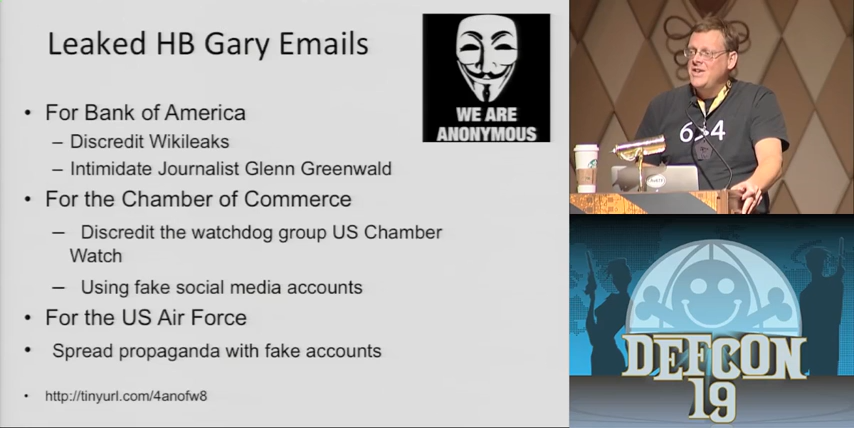 Leaked HB Gary Emails
WE ARE
ANONYMOUS
• For Bank of America
– Discredit Wikileaks
– Intimidate Journalist Glenn Greenwald
• For the Chamber of Commerce
– Discredit the watchdog group US Chamber
Watch
– Using fake social media accounts
• For the US Air Force
• Spread propaganda with fake accounts
• http://tinyurl.com/4anofw8
DEFCON
19